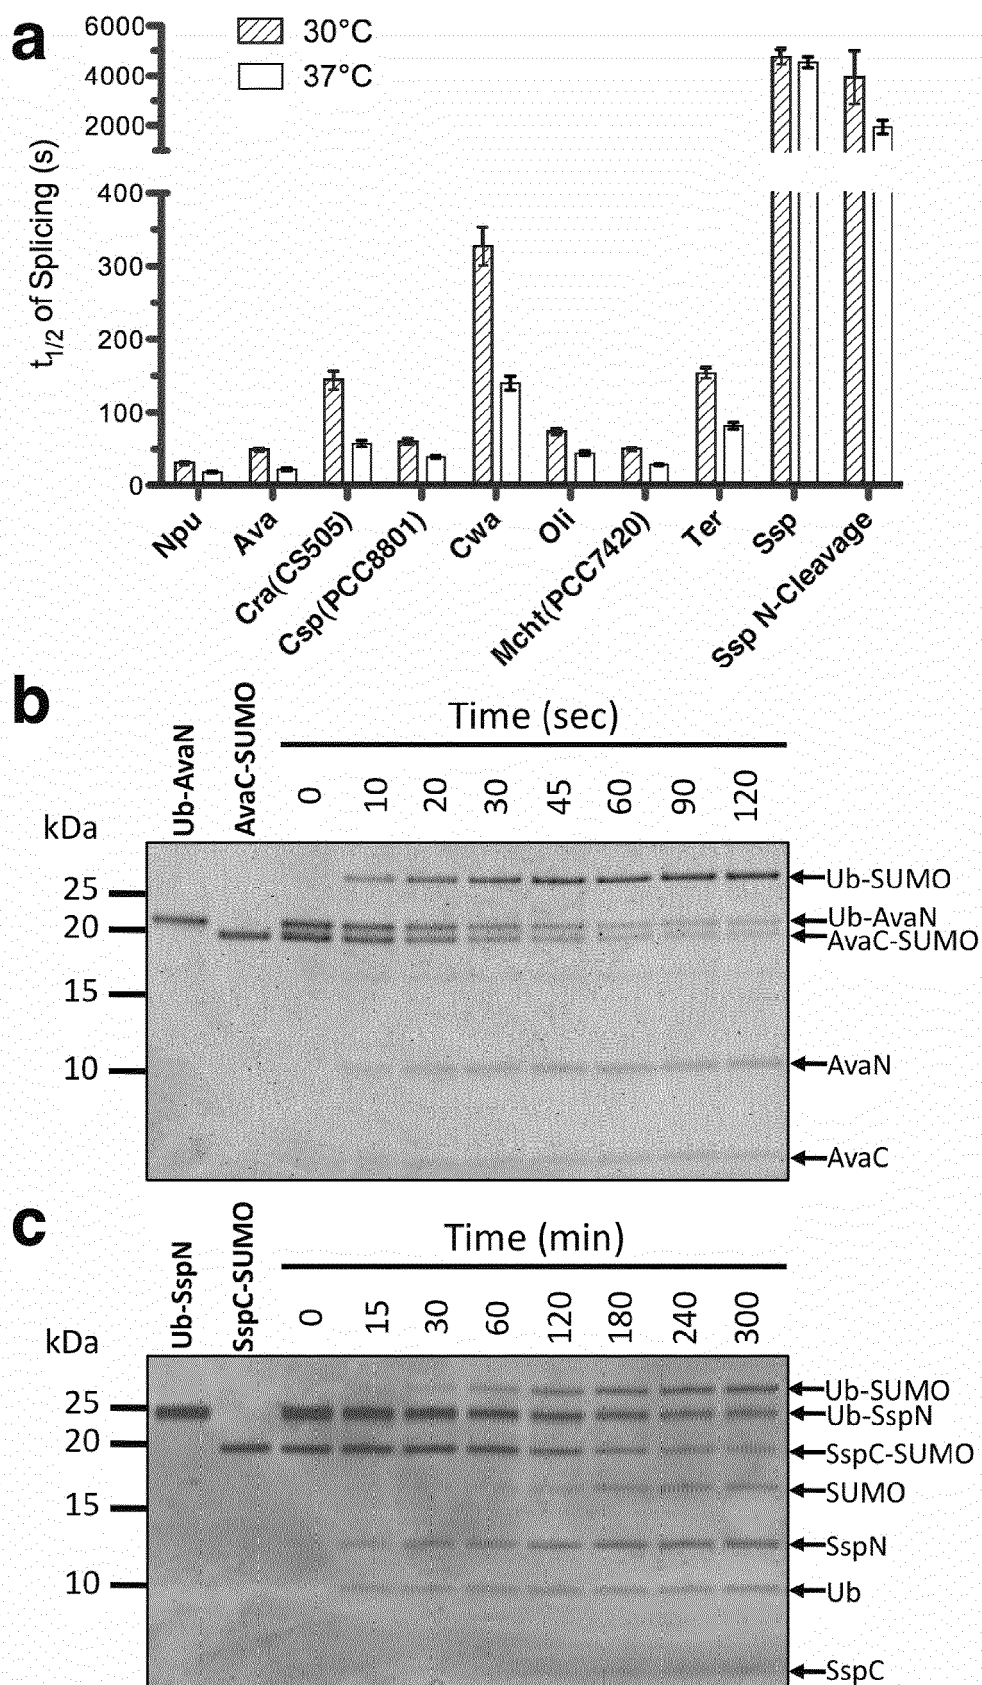 a
6000
4000
2000
400
300
200
100
0
t1/2 of Splicing (s)
30°C
37°C
Npu
Ava
Cra(CS505)
Csp(PCC8801)
Cwa
Oli
Mcht(PCC7420)
Ter
Ssp
Ssp N-Cleavage
b
Ub-AvaN
AvaC-SUMO
Time (sec)
0 10 20 30 45 60 90 120
kDa
25
20
15
10
Ub-SUMO
Ub-AvaN
AvaC-SUMO
AvaN
AvaC
c
Ub-SspN
SspC-SUMO
Time (min)
0 15 30 60 120 180 240 300
kDa
25
20
15
10
Ub-SUMO
Ub-SspN
SspC-SUMO
SUMO
SspN
Ub
SspC